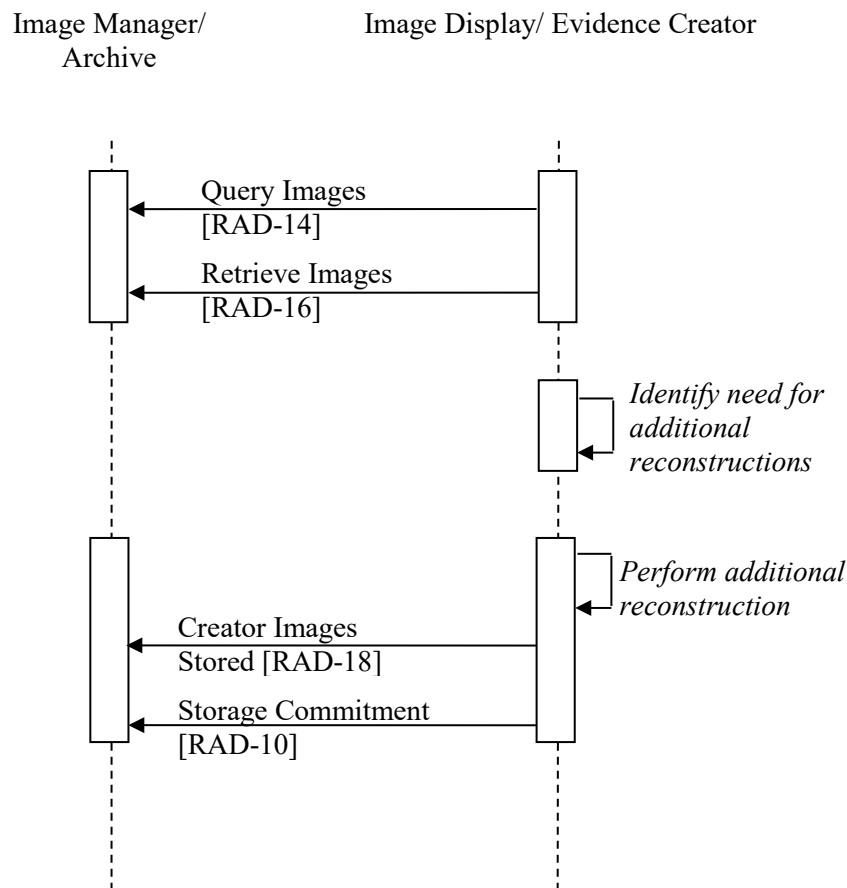 Image Manager/
Archive
Image Display/ Evidence Creator
Query Images
[RAD-14]
Retrieve Images
[RAD-16]
Identify need for
additional
reconstructions
Perform additional
reconstruction
Creator Images
Stored [RAD-18]
Storage Commitment
[RAD-10]